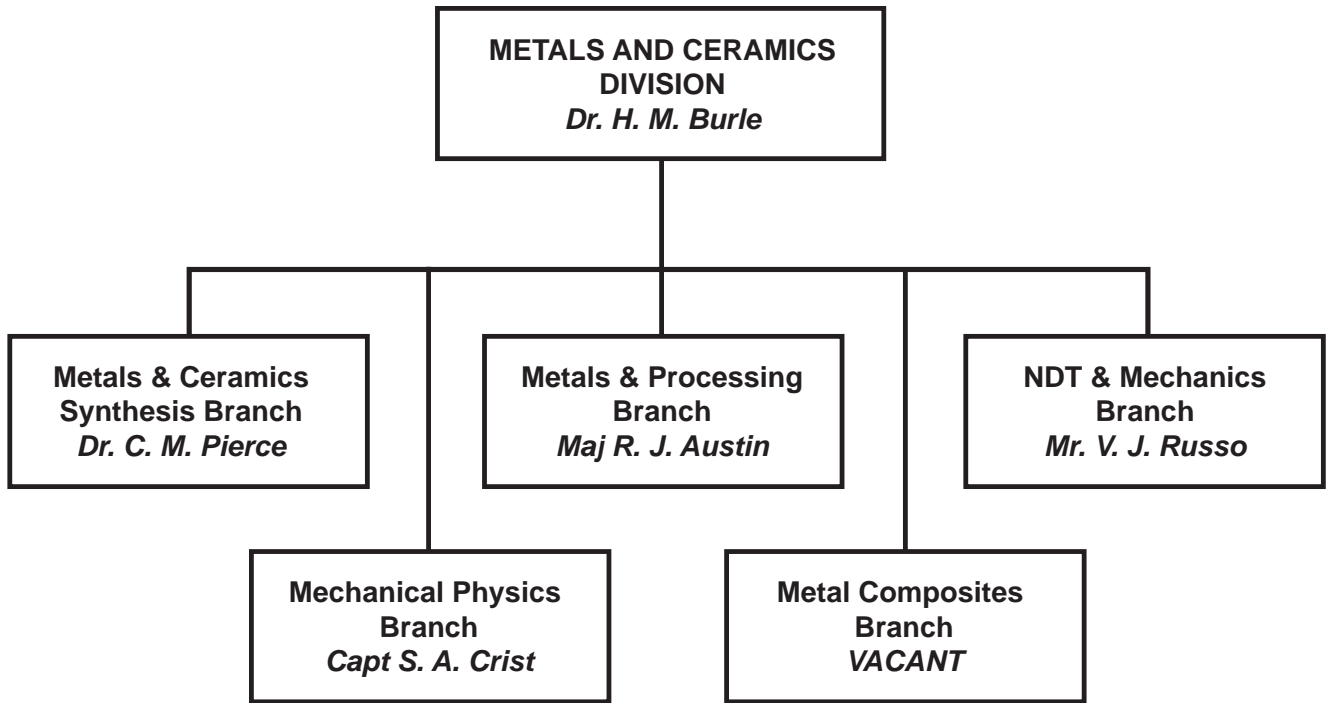 METALS AND CERAMICS
DIVISION
Dr. H. M. Burle
Metals & Ceramics
Synthesis Branch
Dr. C. M. Pierce
Metals & Processing
Branch
Maj R. J. Austin
NDT & Mechanics
Branch
Mr. V. J. Russo
Mechanical Physics
Branch
Capt S. A. Crist
Metal Composites
Branch
VACANT